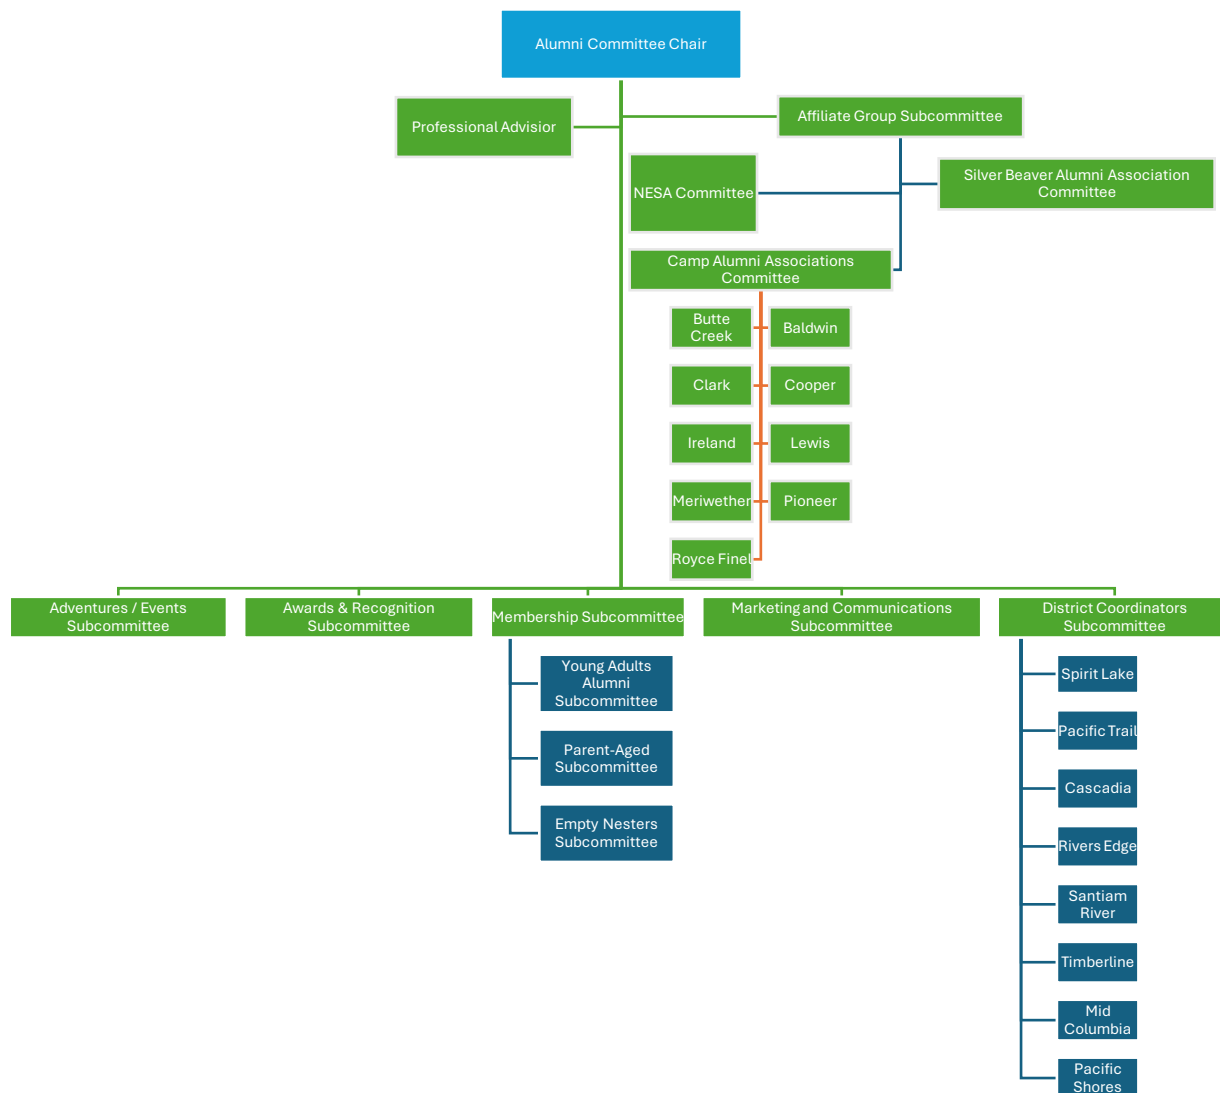 Alumni Committee Chair
Professional Advisior
Affiliate Group Subcommittee
NESA Committee
Silver Beaver Alumni Association
Committee
Camp Alumni Associations
Committee
Butte
Creek
Baldwin
Clark
Cooper
Ireland
Lewis
Meriwether
Pioneer
Royce Finel
Adventures / Events
Subcommittee
Awards & Recognition
Subcommittee
Membership Subcommittee
Marketing and Communications
Subcommittee
District Coordinators
Subcommittee
Young Adults
Alumni
Subcommittee
Parent-Aged
Subcommittee
Empty Nesters
Subcommittee
Spirit Lake
Pacific Trail
Cascadia
Rivers Edge
Santiam
River
Timberline
Mid
Columbia
Pacific
Shores